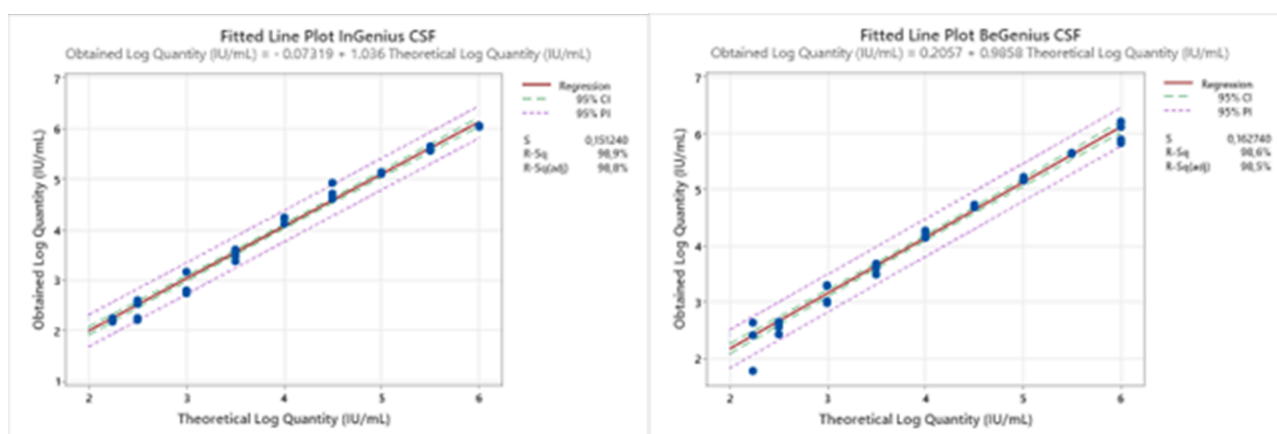 Fitted Line Plot InGenius CSF
Obtained Log Quantity (IU/mL) = - 0.07319 + 1.036 Theoretical Log Quantity (IU/mL)
7
6
5
4
3
2
1
2
3
4
5
6
Obtained Log Quantity (IU/mL)
Theoretical Log Quantity (IU/mL)
Regression
95% CI
95% PI
S 0,151240
R-Sq 98,9%
R-Sq(adj) 98,8%
Fitted Line Plot BeGenius CSF
Obtained Log Quantity (IU/mL) = 0.2057 + 0.9858 Theoretical Log Quantity (IU/mL)
7
6
5
4
3
2
2
3
4
5
6
Obtained Log Quantity (IU/mL)
Theoretical Log Quantity (IU/mL)
Regression
95% CI
95% PI
S 0,162740
R-Sq 98,6%
R-Sq(adj) 98,5%